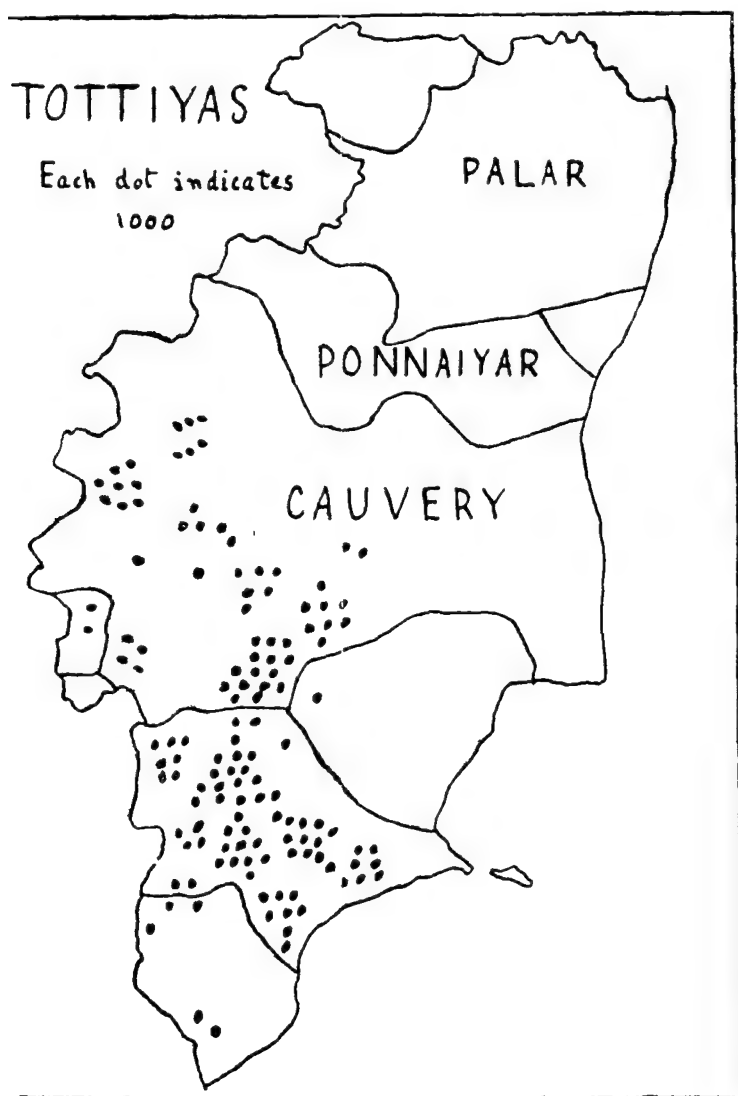 TOTTIYAS
Each dot indicates
1000
PALAR
PONNAIYAR
CAUVERY